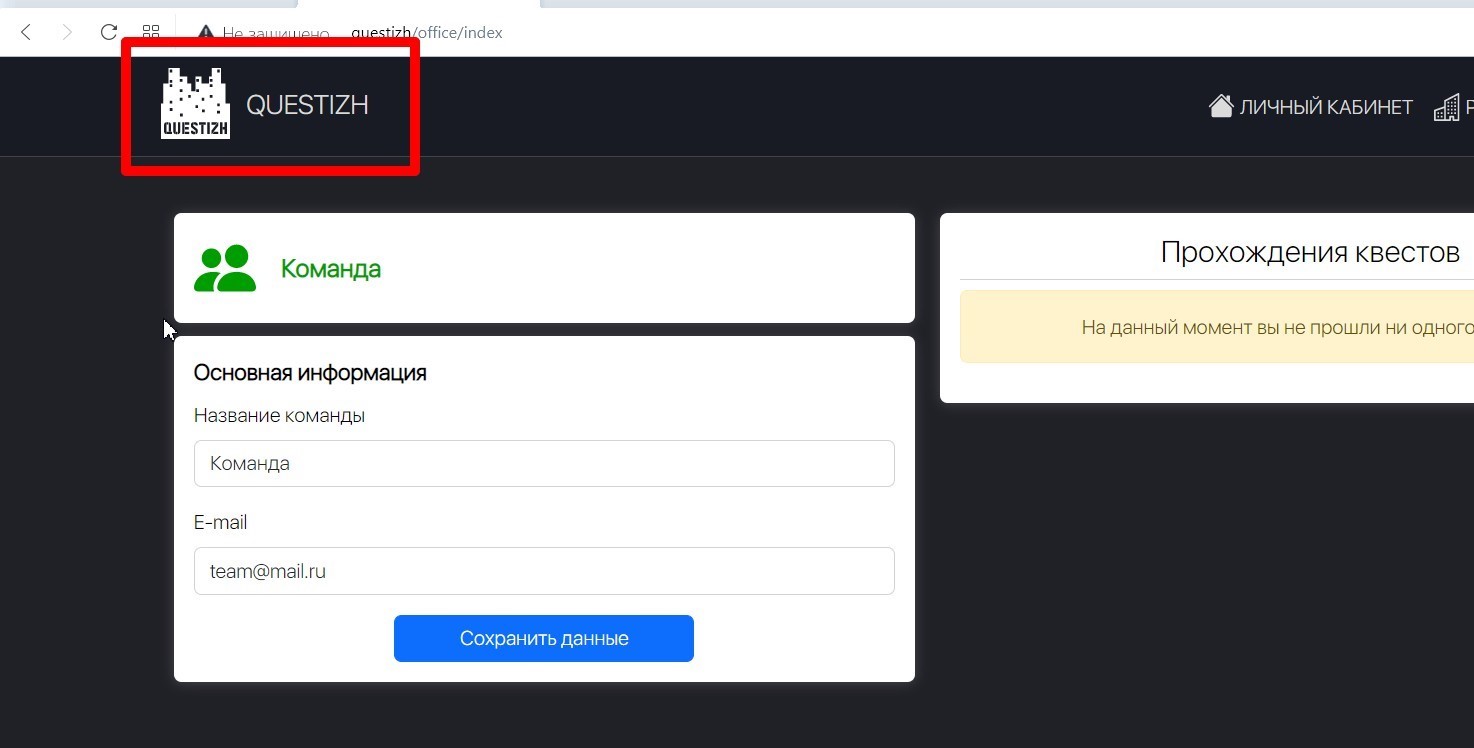 Не защищено questizh/office/index
QUESTIZH
QUESTIZH
ЛИЧНЫЙ КАБИНЕТ
Команда
Прохождения квестов
На данный момент вы не прошли ни одного
Основная информация
Название команды
Команда
E-mail
team@mail.ru
Сохранить данные